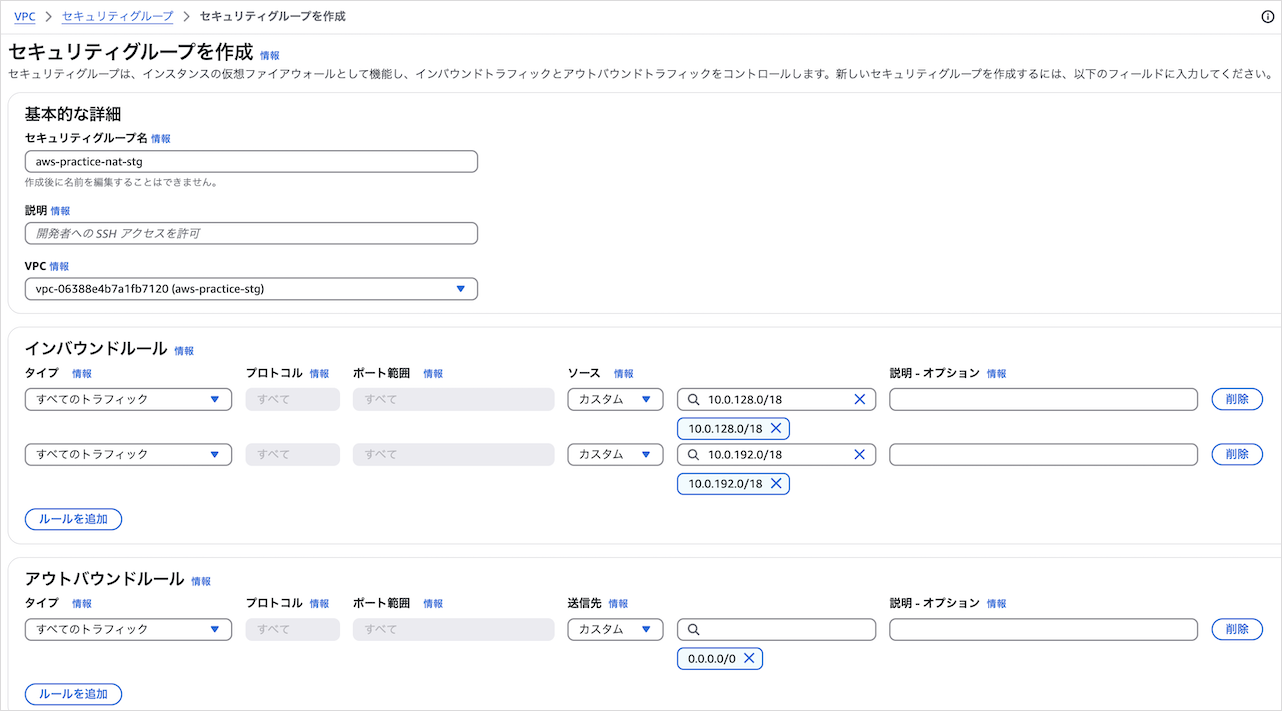 VPC > セキュリティグループ > セキュリティグループを作成
セキュリティグループを作成 情報
セキュリティグループは、インスタンスの仮想ファイアウォールとして機能し、インバウンドトラフィックとアウトバウンドトラフィックをコントロールします。新しいセキュリティグループを作成するには、以下のフィールドに入力してください。
基本的な詳細
セキュリティグループ名 情報
aws-practice-nat-stg
作成後に名前を編集することはできません。
説明 情報
開発者への SSH アクセスを許可
VPC 情報
vpc-06388e4b7a1fb7120 (aws-practice-stg)
インバウンドルール 情報
タイプ 情報 プロトコル 情報 ポート範囲 情報 ソース 情報 説明 - オプション 情報
すべてのトラフィック すべて すべて カスタム 10.0.128.0/18 削除
10.0.128.0/18
すべてのトラフィック すべて すべて カスタム 10.0.192.0/18 削除
10.0.192.0/18
ルールを追加
アウトバウンドルール 情報
タイプ 情報 プロトコル 情報 ポート範囲 情報 送信先 情報 説明 - オプション 情報
すべてのトラフィック すべて すべて カスタム 削除
0.0.0.0/0
ルールを追加